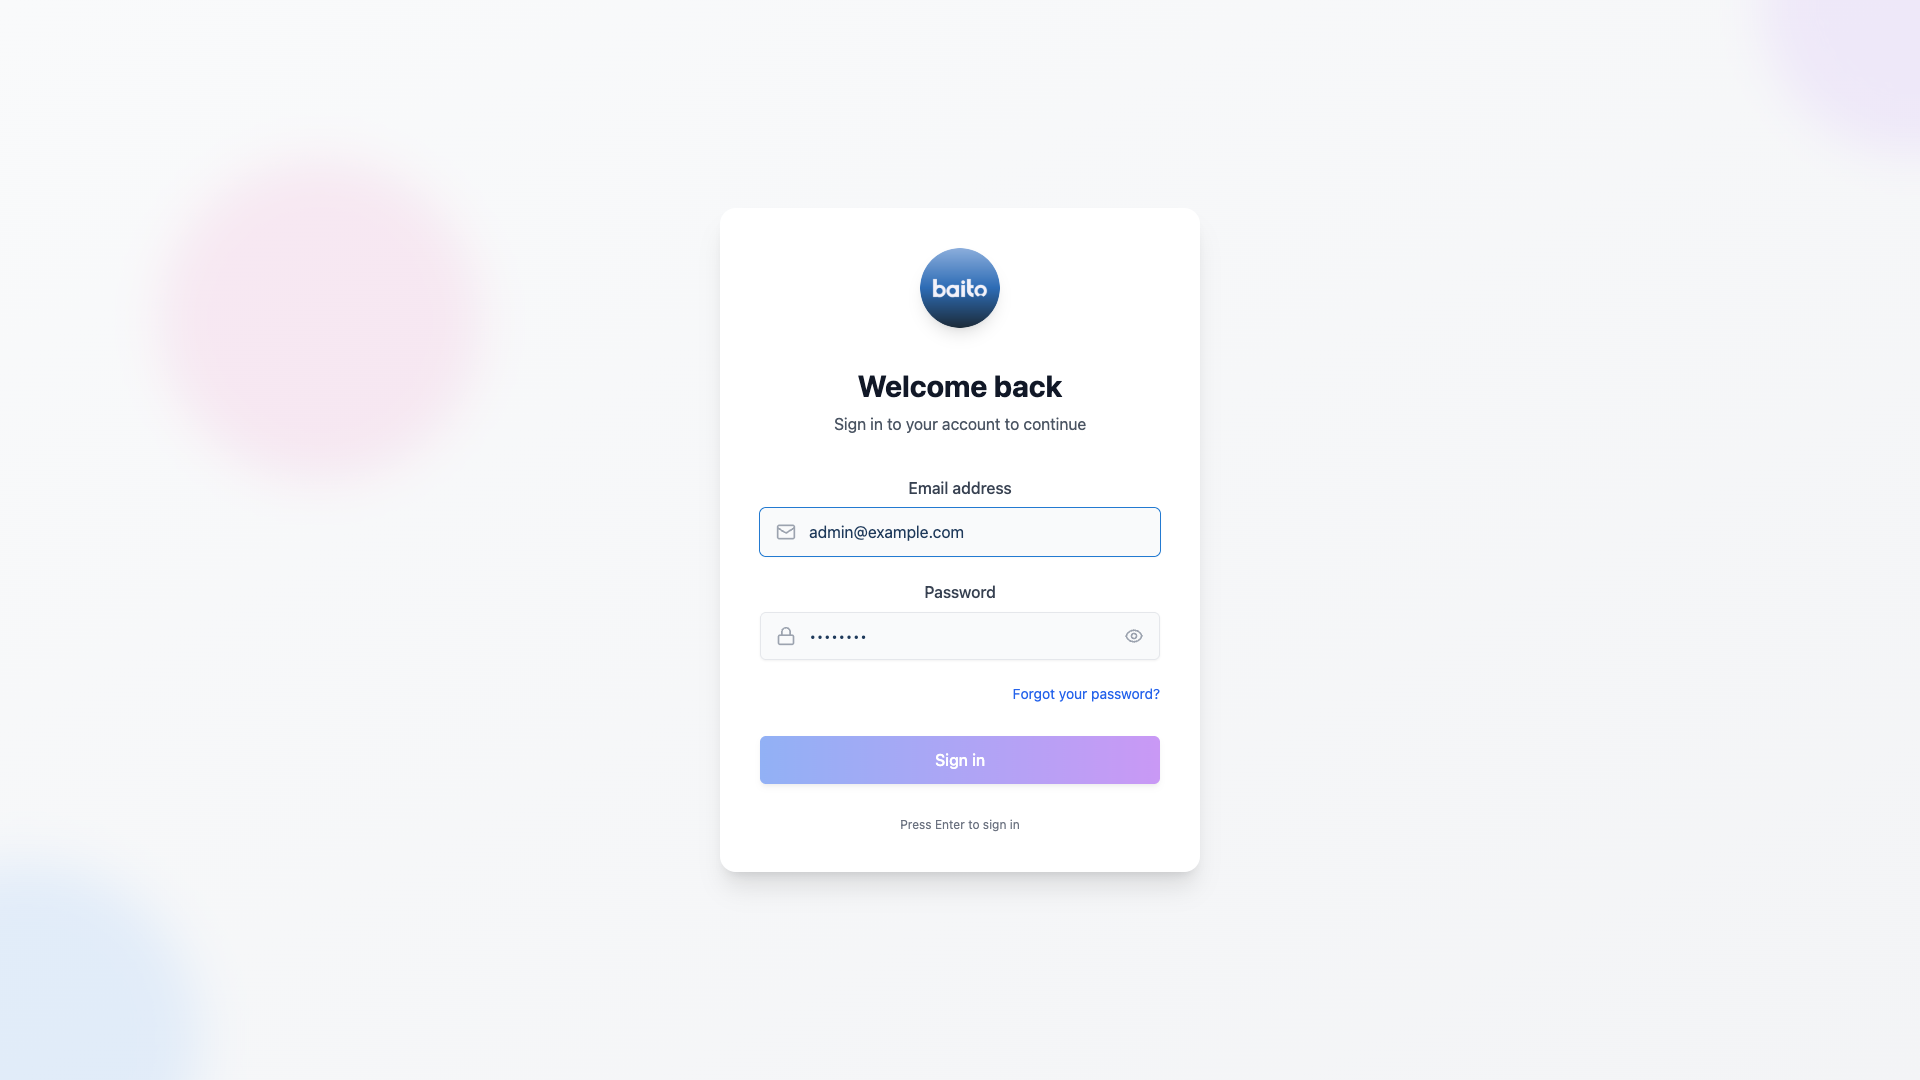 baito
Welcome back
Sign in to your account to continue
Email address
admin@example.com
Password
••••••••
Forgot your password?
Sign in
Press Enter to sign in